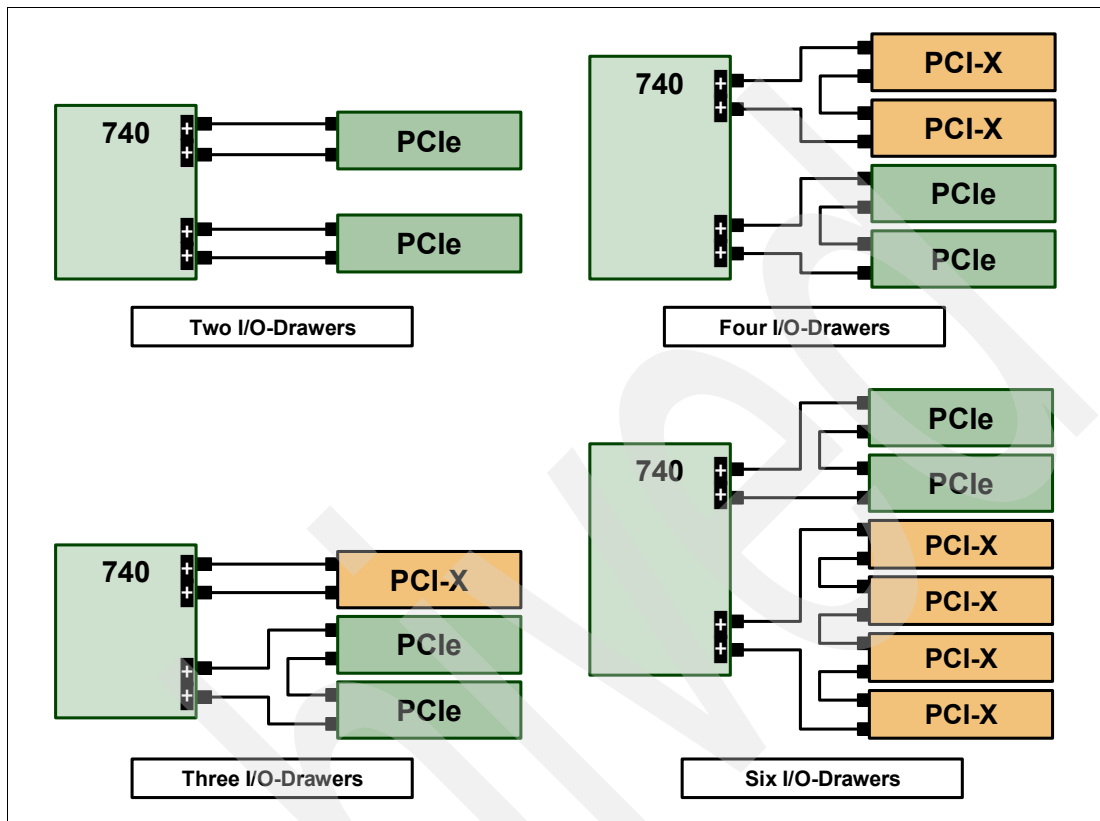 740
+
+
+
+
PCIe
PCIe
Two I/O-Drawers
740
+
+
+
+
PCI-X
PCI-X
PCIe
PCIe
Four I/O-Drawers
740
+
+
+
+
PCI-X
PCIe
PCIe
Three I/O-Drawers
740
+
+
+
+
PCIe
PCIe
PCI-X
PCI-X
PCI-X
PCI-X
Six I/O-Drawers